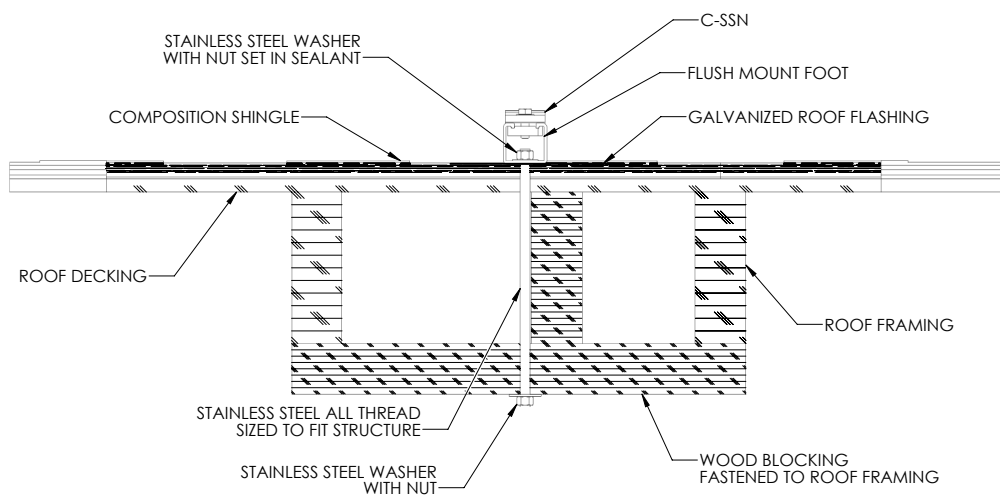 C-SSN
STAINLESS STEEL WASHER
WITH NUT SET IN SEALANT
FLUSH MOUNT FOOT
COMPOSITION SHINGLE
GALVANIZED ROOF FLASHING
ROOF DECKING
ROOF FRAMING
STAINLESS STEEL ALL THREAD
SIZED TO FIT STRUCTURE
STAINLESS STEEL WASHER
WITH NUT
WOOD BLOCKING
FASTENED TO ROOF FRAMING